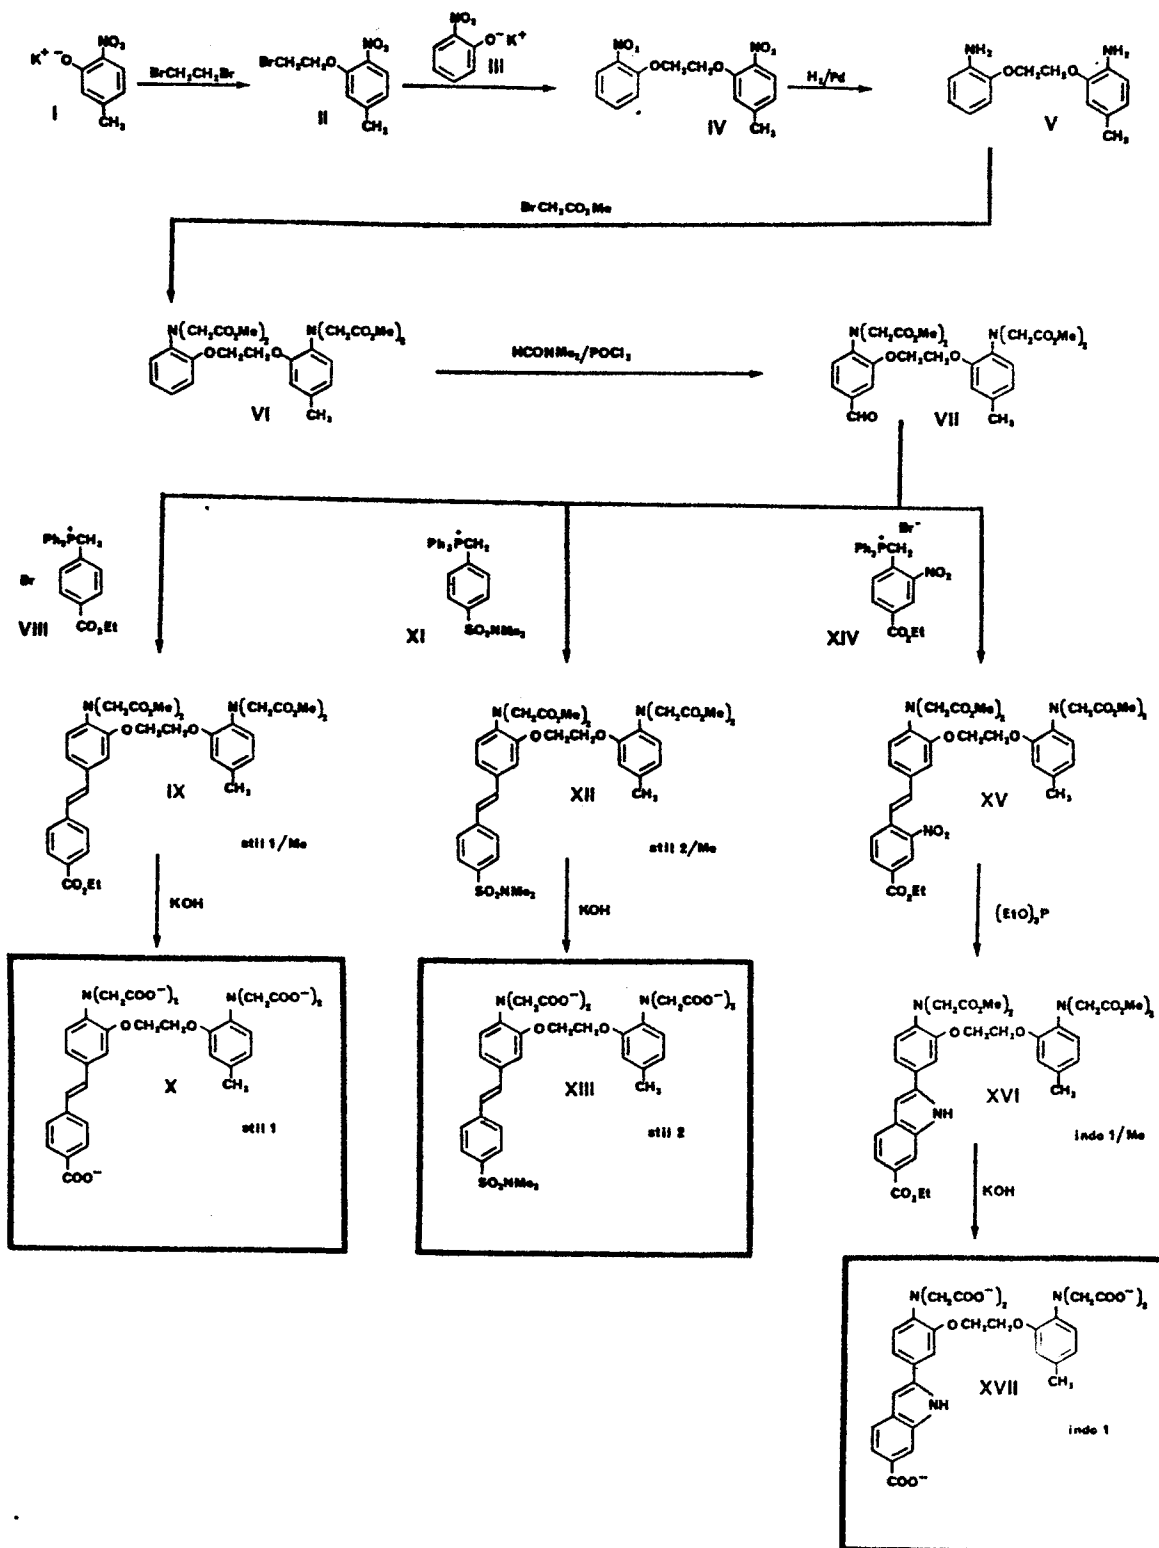 NO₂
K⁺ ⁻O
CH₃
I
BrCH₂CH₂Br
BrCH₂CH₂O
NO₂
CH₃
II
NO₂
O⁻K⁺
III
NO₂
OCH₂CH₂O
NO₂
CH₃
IV
H₂/Pd
NH₂
OCH₂CH₂O
NH₂
CH₃
V
BrCH₂CO₂Me
N(CH₂CO₂Me)₂
N(CH₂CO₂Me)₂
OCH₂CH₂O
CH₃
VI
HCONMe₂/POCl₃
N(CH₂CO₂Me)₂
N(CH₂CO₂Me)₂
OCH₂CH₂O
CHO
CH₃
VII
Ph₃P⁺CH₂
Br
VIII
CO₂Et
Ph₃P⁺CH₂
XI
SO₂NMe₂
Br⁻
Ph₃P⁺CH₂
NO₂
CO₂Et
XIV
N(CH₂CO₂Me)₂
N(CH₂CO₂Me)₂
OCH₂CH₂O
IX
CH₃
stil 1/Me
CO₂Et
KOH
N(CH₂CO₂Me)₂
N(CH₂CO₂Me)₂
OCH₂CH₂O
XII
CH₃
stil 2/Me
SO₂NMe₂
KOH
N(CH₂CO₂Me)₂
N(CH₂CO₂Me)₂
OCH₂CH₂O
XV
CH₃
NO₂
CO₂Et
(EtO)₃P
N(CH₂COO⁻)₂
N(CH₂COO⁻)₂
OCH₂CH₂O
X
CH₃
stil 1
COO⁻
N(CH₂COO⁻)₂
N(CH₂COO⁻)₂
OCH₂CH₂O
XIII
CH₃
stil 2
SO₂NMe₂
N(CH₂CO₂Me)₂
N(CH₂CO₂Me)₂
OCH₂CH₂O
XVI
CH₃
NH
indo 1/Me
CO₂Et
KOH
N(CH₂COO⁻)₂
N(CH₂COO⁻)₂
OCH₂CH₂O
XVII
CH₃
NH
indo 1
COO⁻